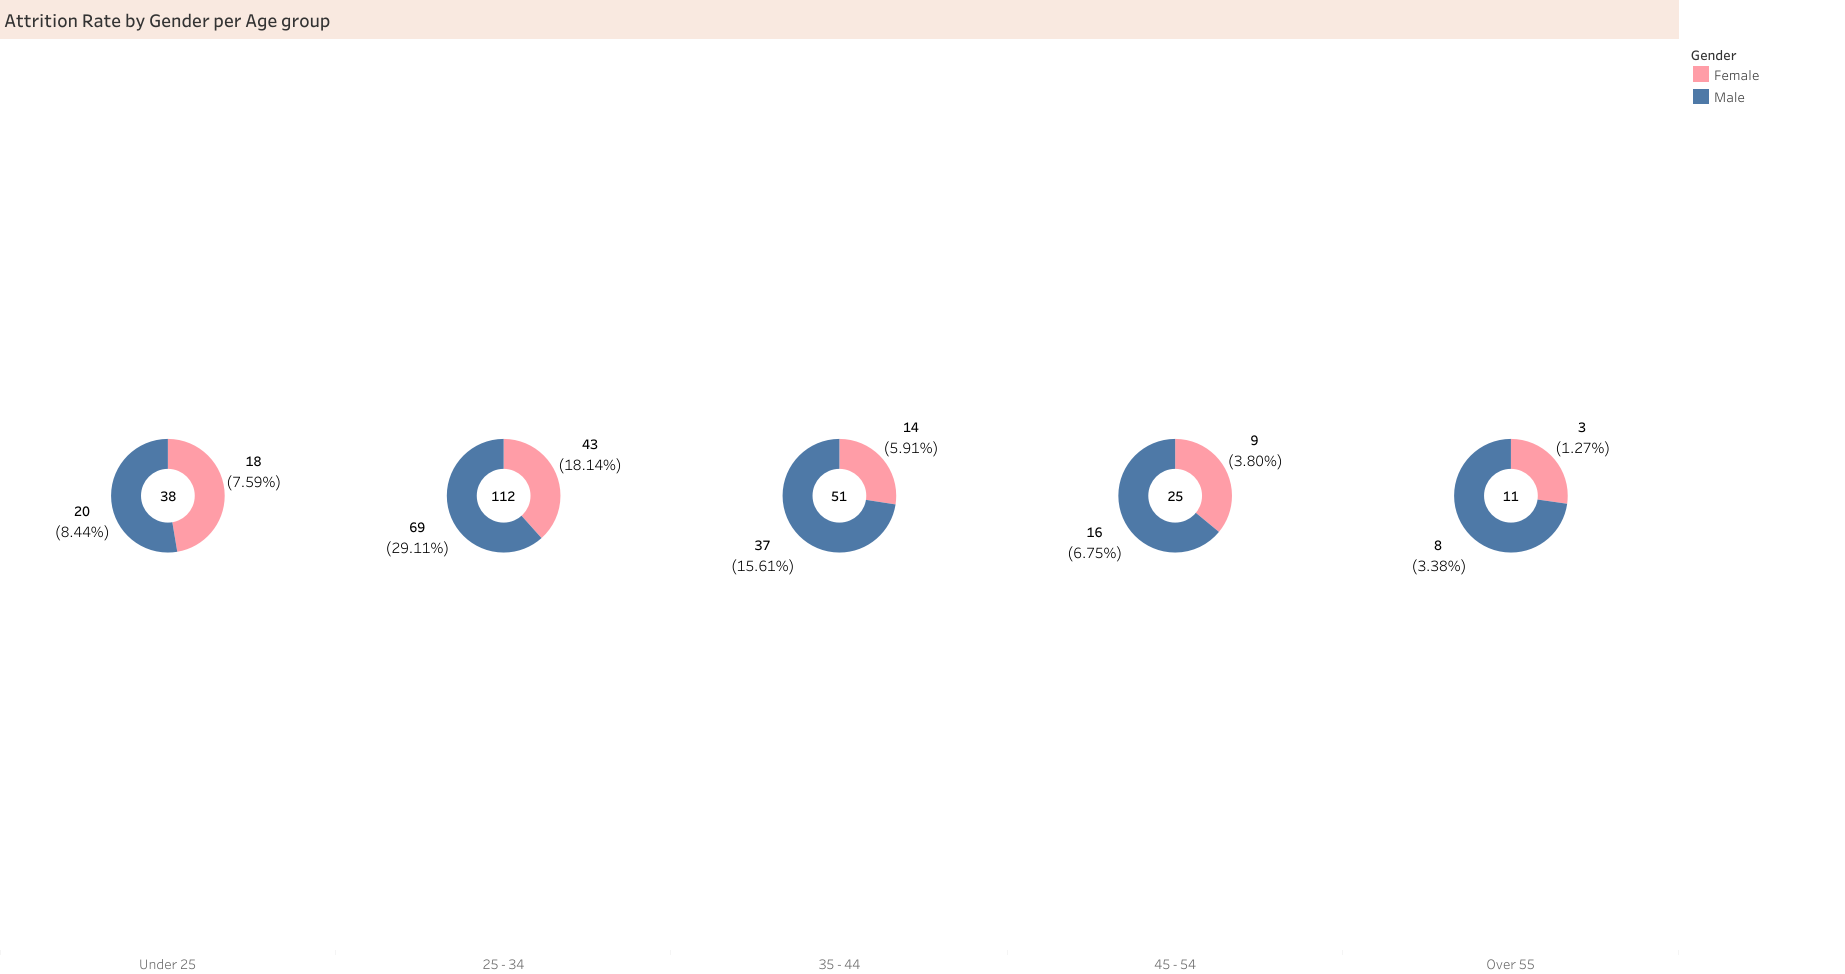 Attrition Rate by Gender per Age group
Gender
Female
Male
18
(7.59%)
38
20
(8.44%)
43
(18.14%)
112
69
(29.11%)
14
(5.91%)
51
37
(15.61%)
9
(3.80%)
25
16
(6.75%)
3
(1.27%)
11
8
(3.38%)
Under 25
25 - 34
35 - 44
45 - 54
Over 55